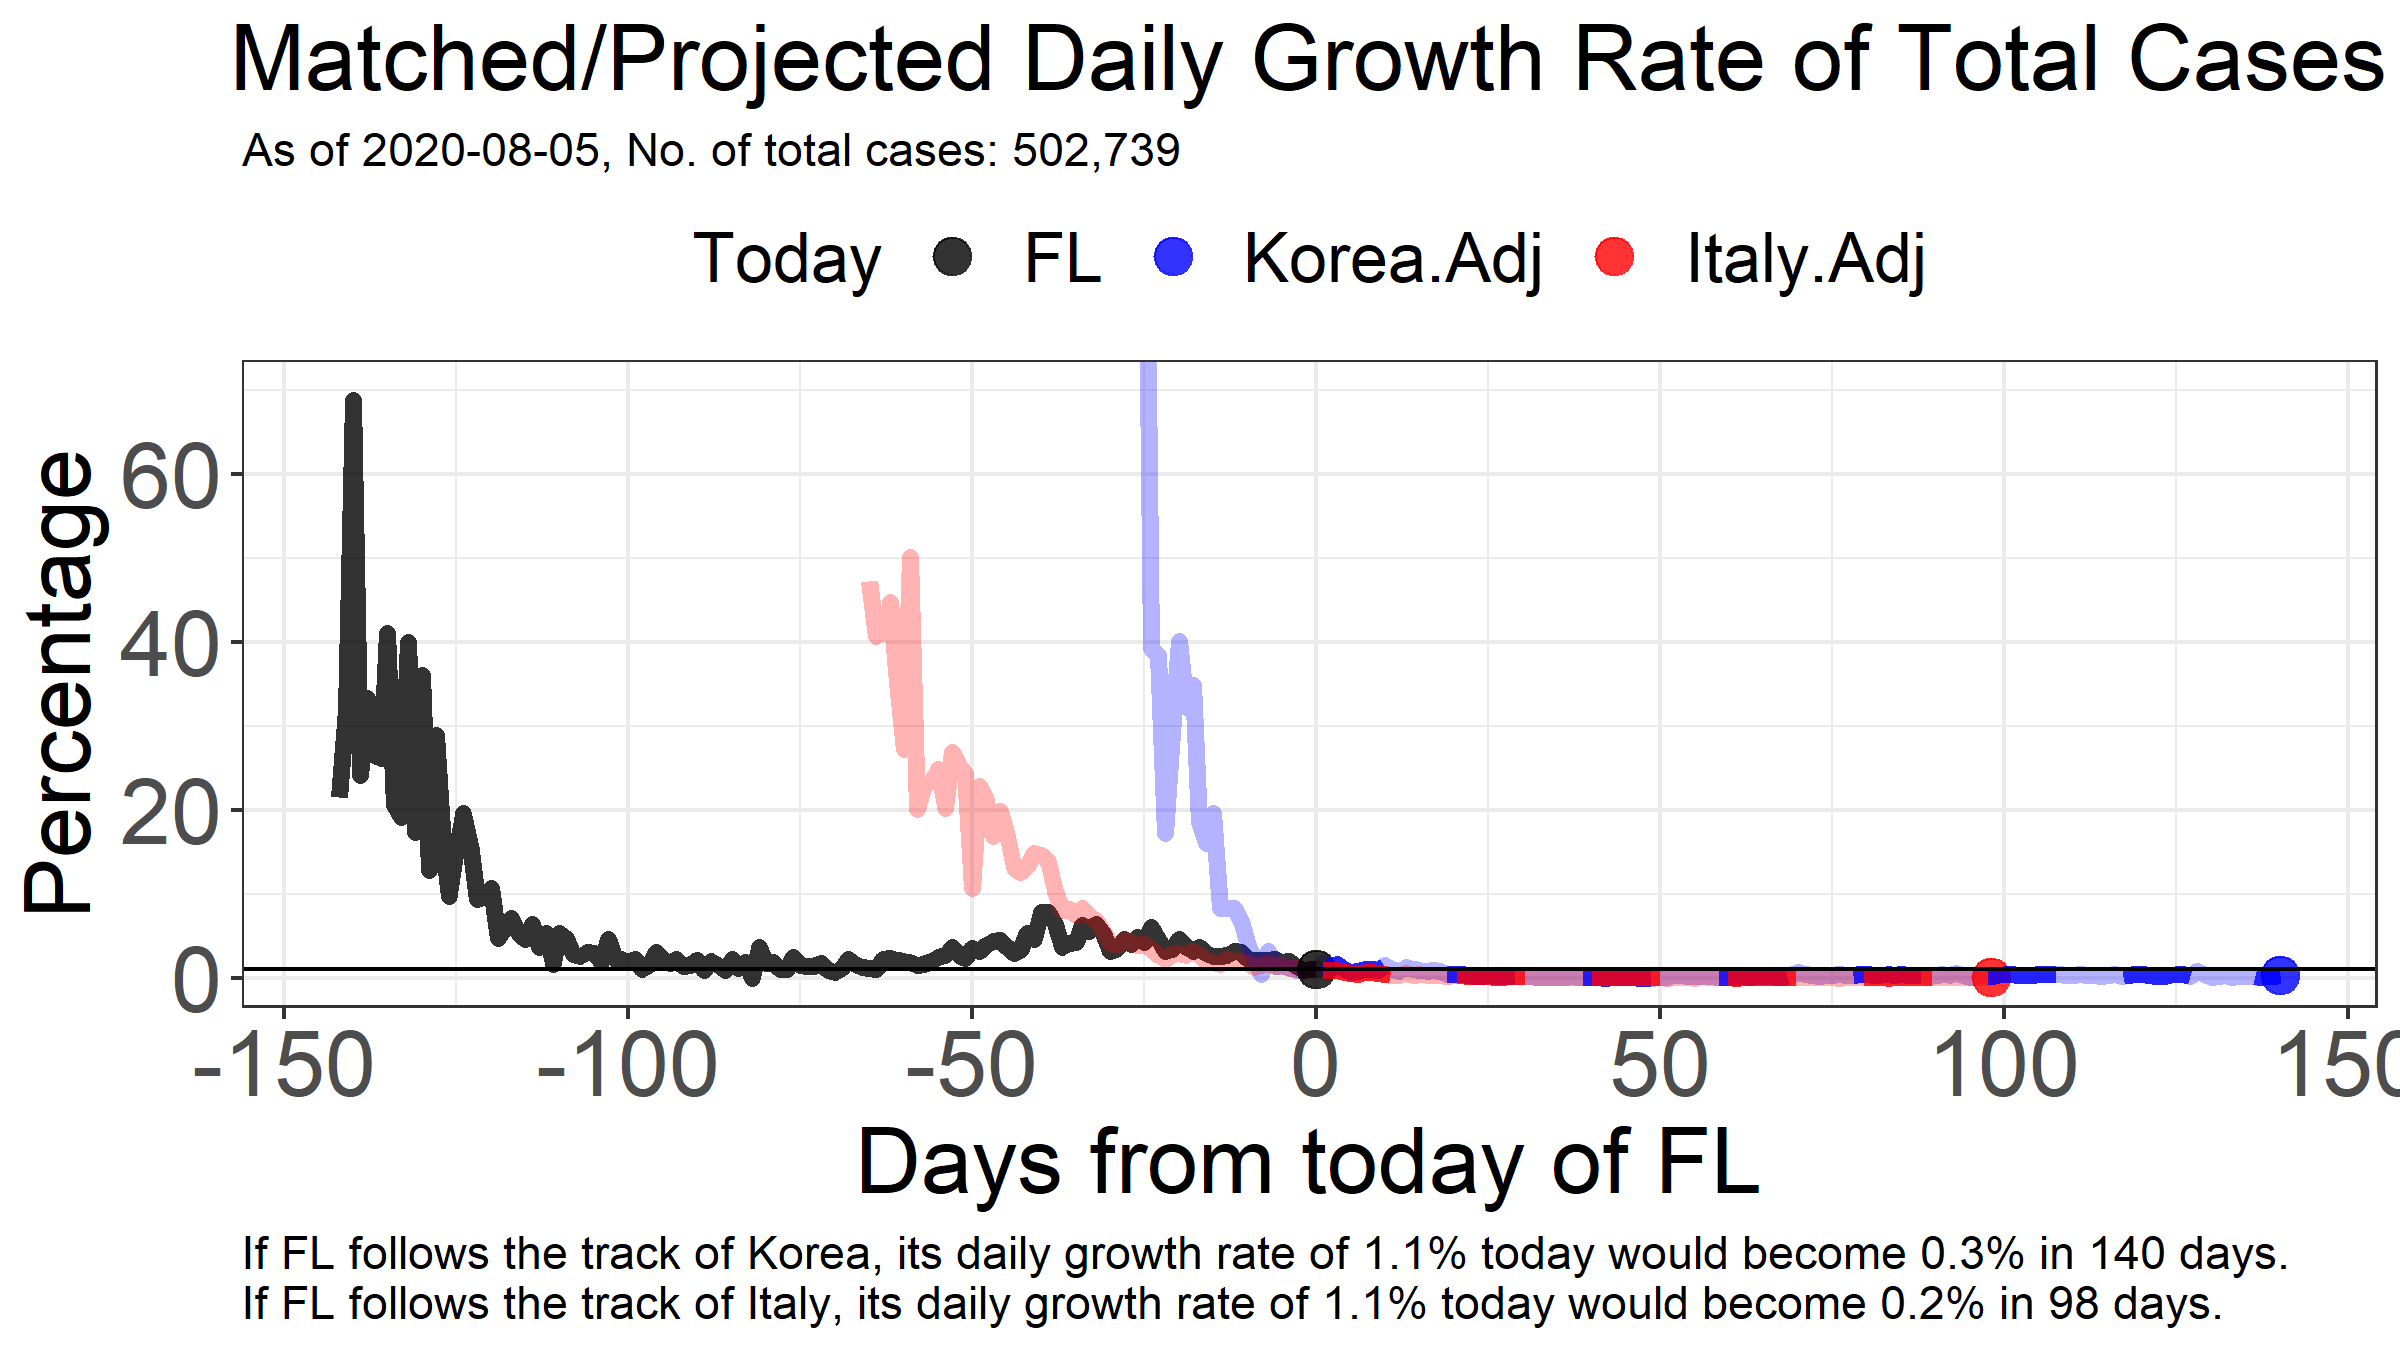 Matched/Projected Daily Growth Rate of Total Cases
As of 2020-08-05, No. of total cases: 502,739
Today FL Korea.Adj Italy.Adj
Percentage
60
40
20
0
-150 -100 -50 0 50 100 150
Days from today of FL
If FL follows the track of Korea, its daily growth rate of 1.1% today would become 0.3% in 140 days.
If FL follows the track of Italy, its daily growth rate of 1.1% today would become 0.2% in 98 days.